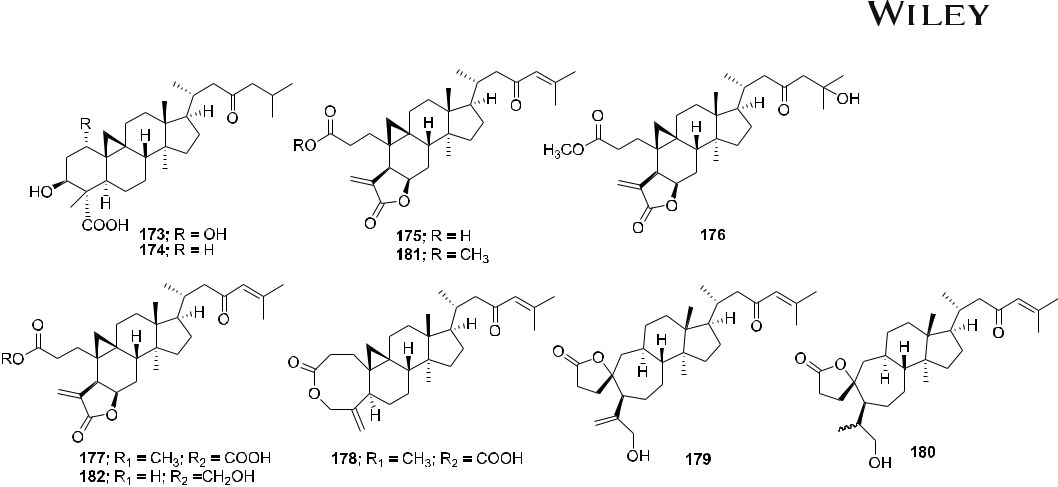 WILEY
R
H
H
HO
H
COOH
O
173; R = OH
174; R = H
O
RO
O
H
H
O
O
175; R = H
181; R = CH3
O
H3CO
O
OH
H
H
O
O
176
O
RO
O
H
H
O
O
177; R1 = CH3; R2 = COOH
182; R1 = H; R2 = CH2OH
O
O
O
H
H
H
178; R1 = CH3; R2 = COOH
O
O
O
H
H
H
OH
179
O
O
O
H
H
H
OH
180